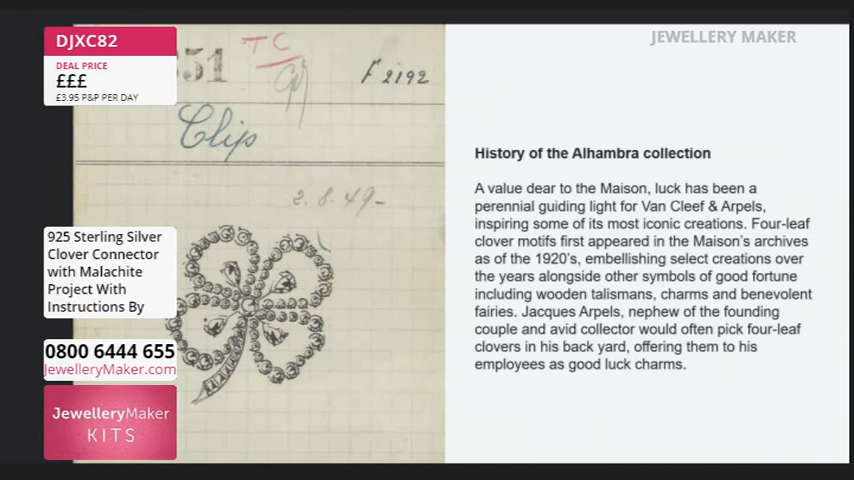 DJXC82
DEAL PRICE
£££
£3.95 P&P PER DAY
51
TC
F 2192
Clip
2.8.49-
925 Sterling Silver
Clover Connector
with Malachite
Project With
Instructions By
0800 6444 655
JewelleryMaker.com
JewelleryMaker
KITS
JEWELLERY MAKER
History of the Alhambra collection
A value dear to the Maison, luck has been a
perennial guiding light for Van Cleef & Arpels,
inspiring some of its most iconic creations. Four-leaf
clover motifs first appeared in the Maison's archives
as of the 1920's, embellishing select creations over
the years alongside other symbols of good fortune
including wooden talismans, charms and benevolent
fairies. Jacques Arpels, nephew of the founding
couple and avid collector would often pick four-leaf
clovers in his back yard, offering them to his
employees as good luck charms.